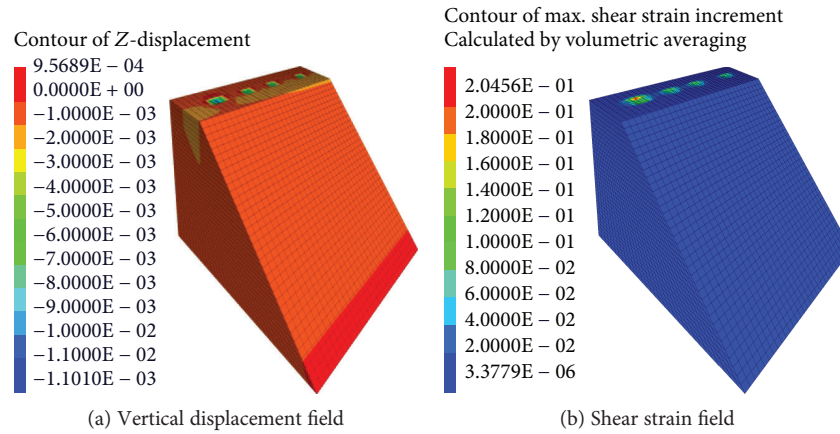 Contour of Z-displacement
9.5689E − 04
0.0000E + 00
−1.0000E − 03
−2.0000E − 03
−3.0000E − 03
−4.0000E − 03
−5.0000E − 03
−6.0000E − 03
−7.0000E − 03
−8.0000E − 03
−9.0000E − 03
−1.0000E − 02
−1.1000E − 02
−1.1010E − 03
(a) Vertical displacement field
Contour of max. shear strain increment
Calculated by volumetric averaging
2.0456E − 01
2.0000E − 01
1.8000E − 01
1.6000E − 01
1.4000E − 01
1.2000E − 01
1.0000E − 01
8.0000E − 02
6.0000E − 02
4.0000E − 02
2.0000E − 02
3.3779E − 06
(b) Shear strain field